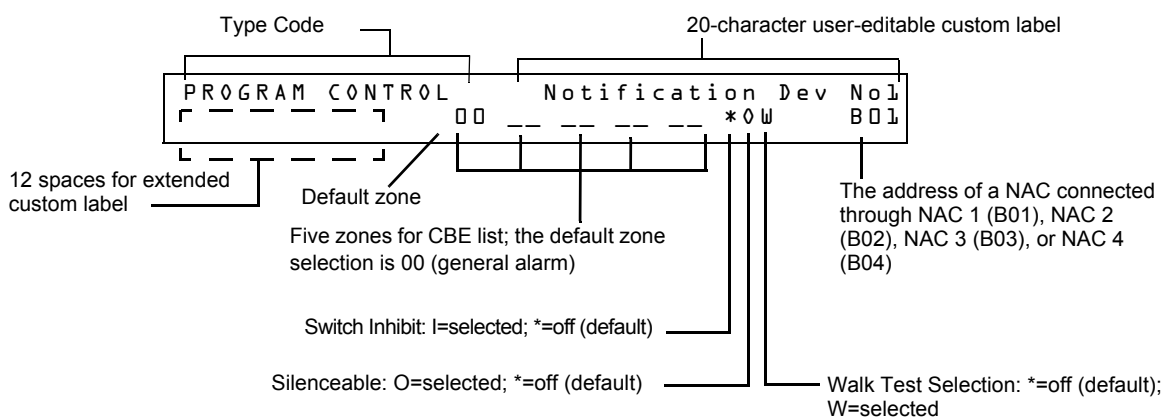 Type Code
20-character user-editable custom label
PROGRAM CONTROL Notification Dev No1
00 __ __ __ __ *0W B01
12 spaces for extended
custom label
Default zone
Five zones for CBE list; the default zone
selection is 00 (general alarm)
The address of a NAC connected
through NAC 1 (B01), NAC 2
(B02), NAC 3 (B03), or NAC 4
(B04)
Switch Inhibit: I=selected; *=off (default)
Silenceable: O=selected; *=off (default)
Walk Test Selection: *=off (default);
W=selected